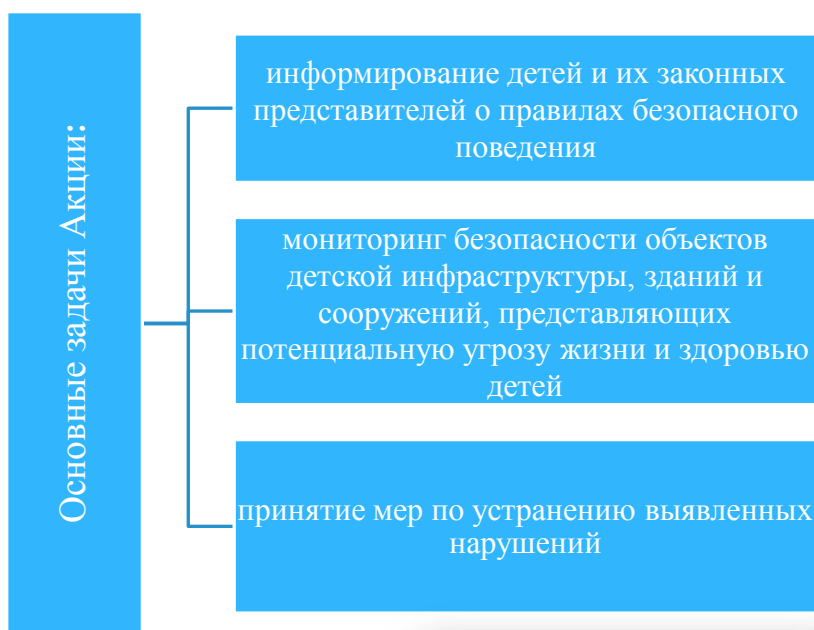 Основные задачи Акции:
информирование детей и их законных
представителей о правилах безопасного
поведения
мониторинг безопасности объектов
детской инфраструктуры, зданий и
сооружений, представляющих
потенциальную угрозу жизни и здоровью
детей
принятие мер по устранению выявленных
нарушений